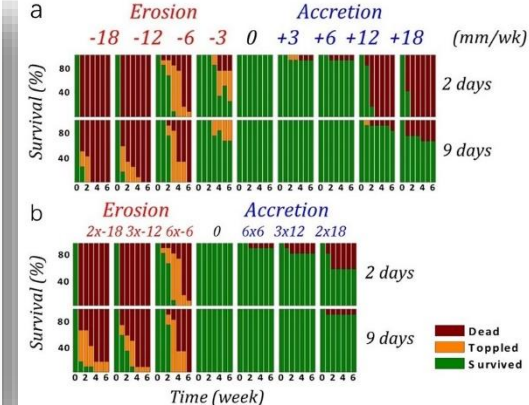 a
Erosion Accretion
-18 -12 -6 -3 0 +3 +6 +12 +18 (mm/wk)
Survival (%)
80
40
2 days
80
40
9 days
0 2 4 6 0 2 4 6 0 2 4 6 0 2 4 6 0 2 4 6 0 2 4 6 0 2 4 6 0 2 4 6 0 2 4 6
b
Erosion Accretion
2x-18 3x-12 6x-6 0 6x6 3x12 2x18
Survival (%)
80
40
2 days
80
40
9 days
0 2 4 6 0 2 4 6 0 2 4 6 0 2 4 6 0 2 4 6 0 2 4 6 0 2 4 6
Time (week)
Dead
Toppled
Survived